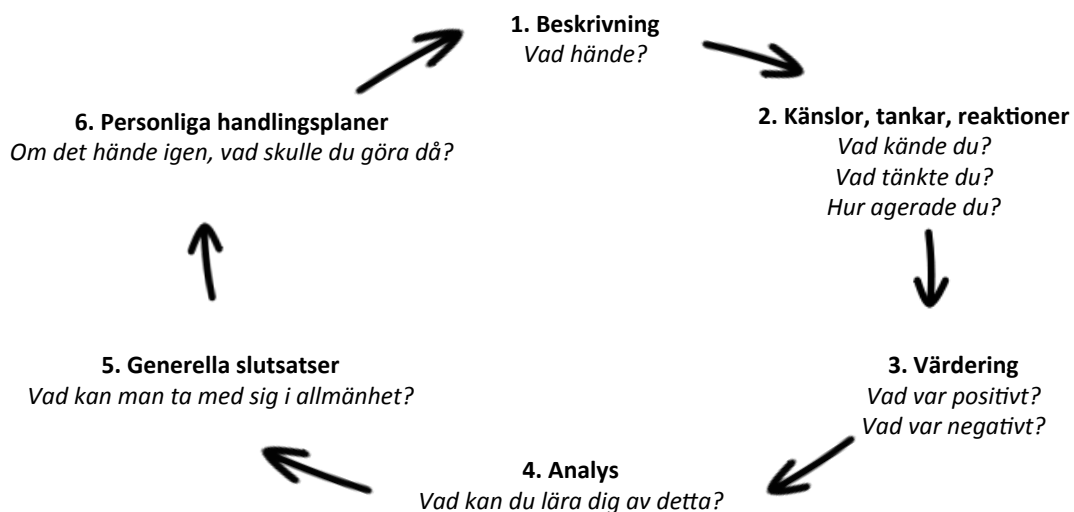 1. Beskrivning
Vad hände?
2. Känslor, tankar, reaktioner
Vad kände du?
Vad tänkte du?
Hur agerade du?
3. Värdering
Vad var positivt?
Vad var negativt?
4. Analys
Vad kan du lära dig av detta?
5. Generella slutsatser
Vad kan man ta med sig i allmänhet?
6. Personliga handlingsplaner
Om det hände igen, vad skulle du göra då?